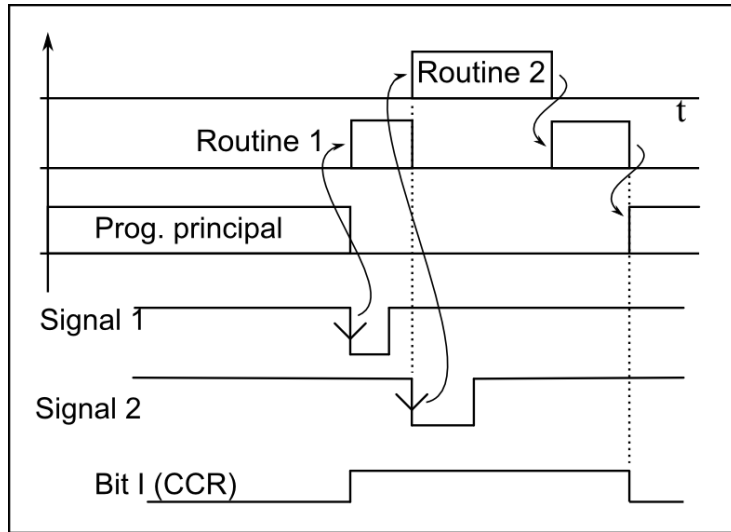 Routine 2
t
Routine 1
Prog. principal
Signal 1
Signal 2
Bit I (CCR)